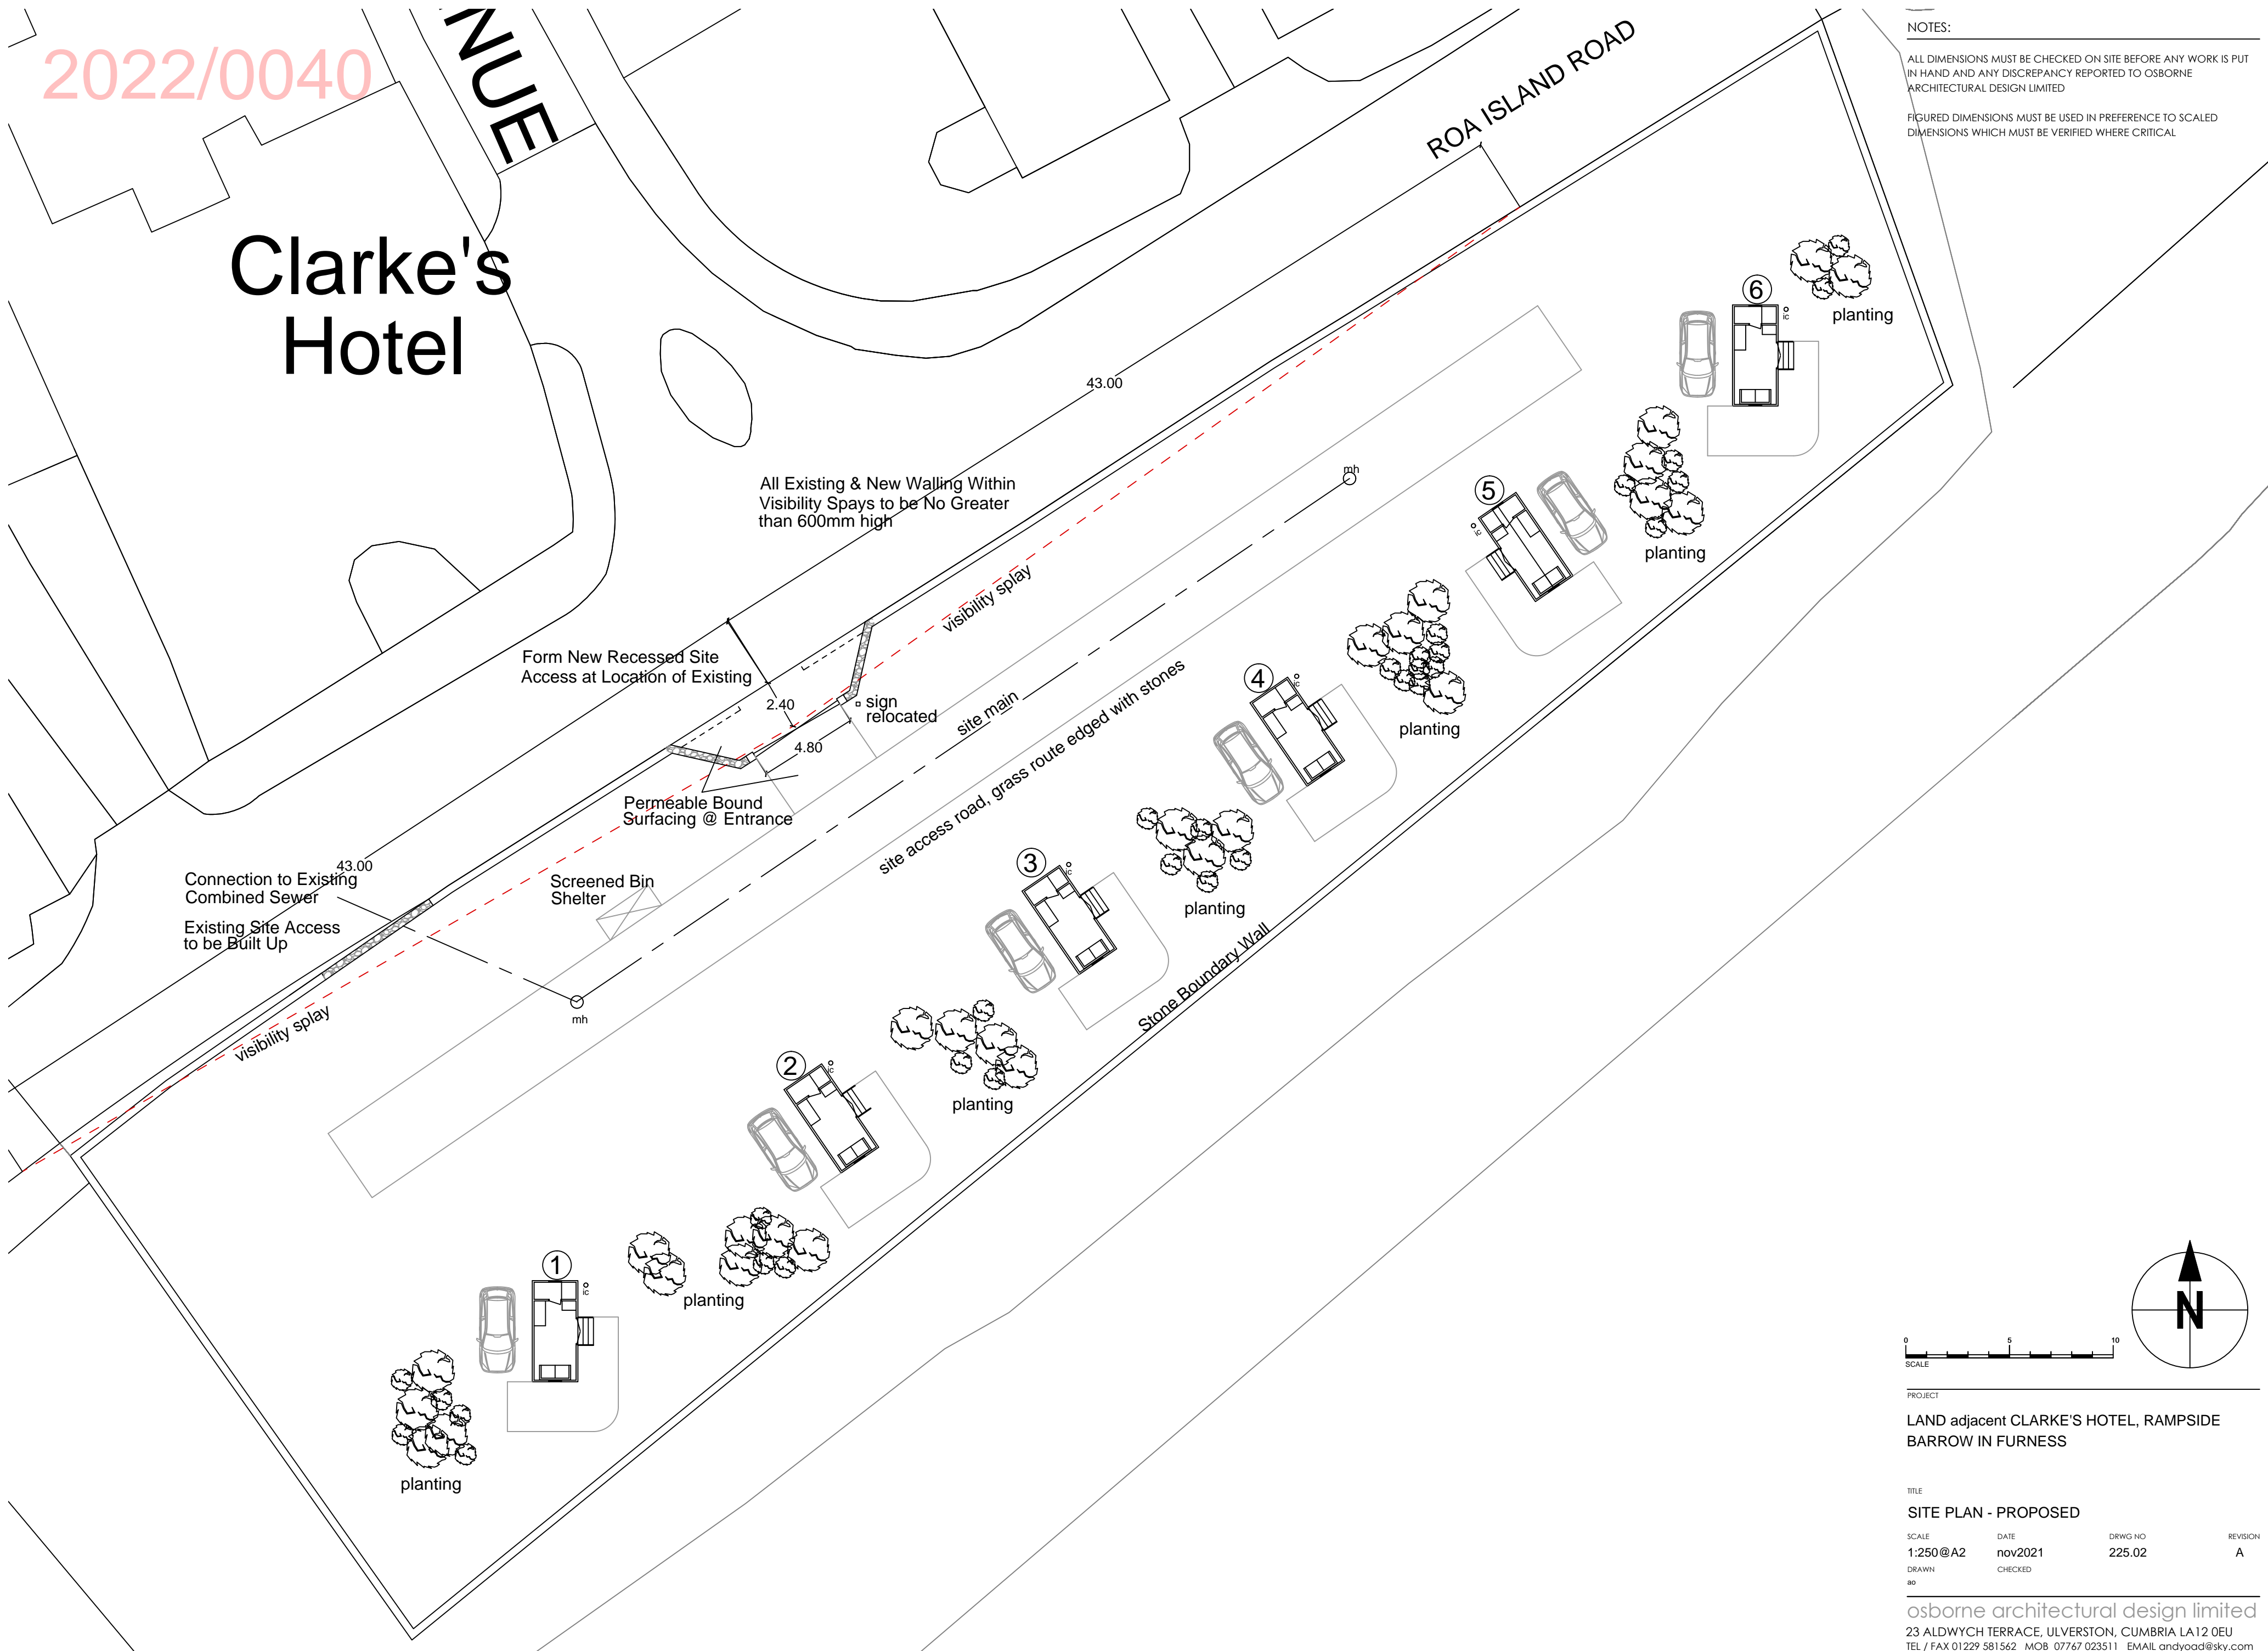 2022/0040
NUE
ROA ISLAND ROAD
Clarke's
Hotel
NOTES:
ALL DIMENSIONS MUST BE CHECKED ON SITE BEFORE ANY WORK IS PUT
IN HAND AND ANY DISCREPANCY REPORTED TO OSBORNE
ARCHITECTURAL DESIGN LIMITED
FIGURED DIMENSIONS MUST BE USED IN PREFERENCE TO SCALED
DIMENSIONS WHICH MUST BE VERIFIED WHERE CRITICAL
6
ic
planting
43.00
All Existing & New Walling Within
Visibility Spays to be No Greater
than 600mm high
mh
5
ic
planting
visibility splay
Form New Recessed Site
Access at Location of Existing
2.40
sign
relocated
4.80
site main
site access road, grass route edged with stones
4
ic
planting
Permeable Bound
Surfacing @ Entrance
43.00
Connection to Existing
Combined Sewer
Existing Site Access
to be Built Up
Screened Bin
Shelter
3
ic
planting
Stone Boundary Wall
visibility splay
mh
2
ic
planting
1
ic
planting
planting
N
0 5 10
SCALE
PROJECT
LAND adjacent CLARKE'S HOTEL, RAMPSIDE
BARROW IN FURNESS
TITLE
SITE PLAN - PROPOSED
SCALE DATE DRWG NO REVISION
1:250@A2 nov2021 225.02 A
DRAWN CHECKED
ao
osborne architectural design limited
23 ALDWYCH TERRACE, ULVERSTON, CUMBRIA LA12 0EU
TEL / FAX 01229 581562 MOB 07767 023511 EMAIL andyoad@sky.com